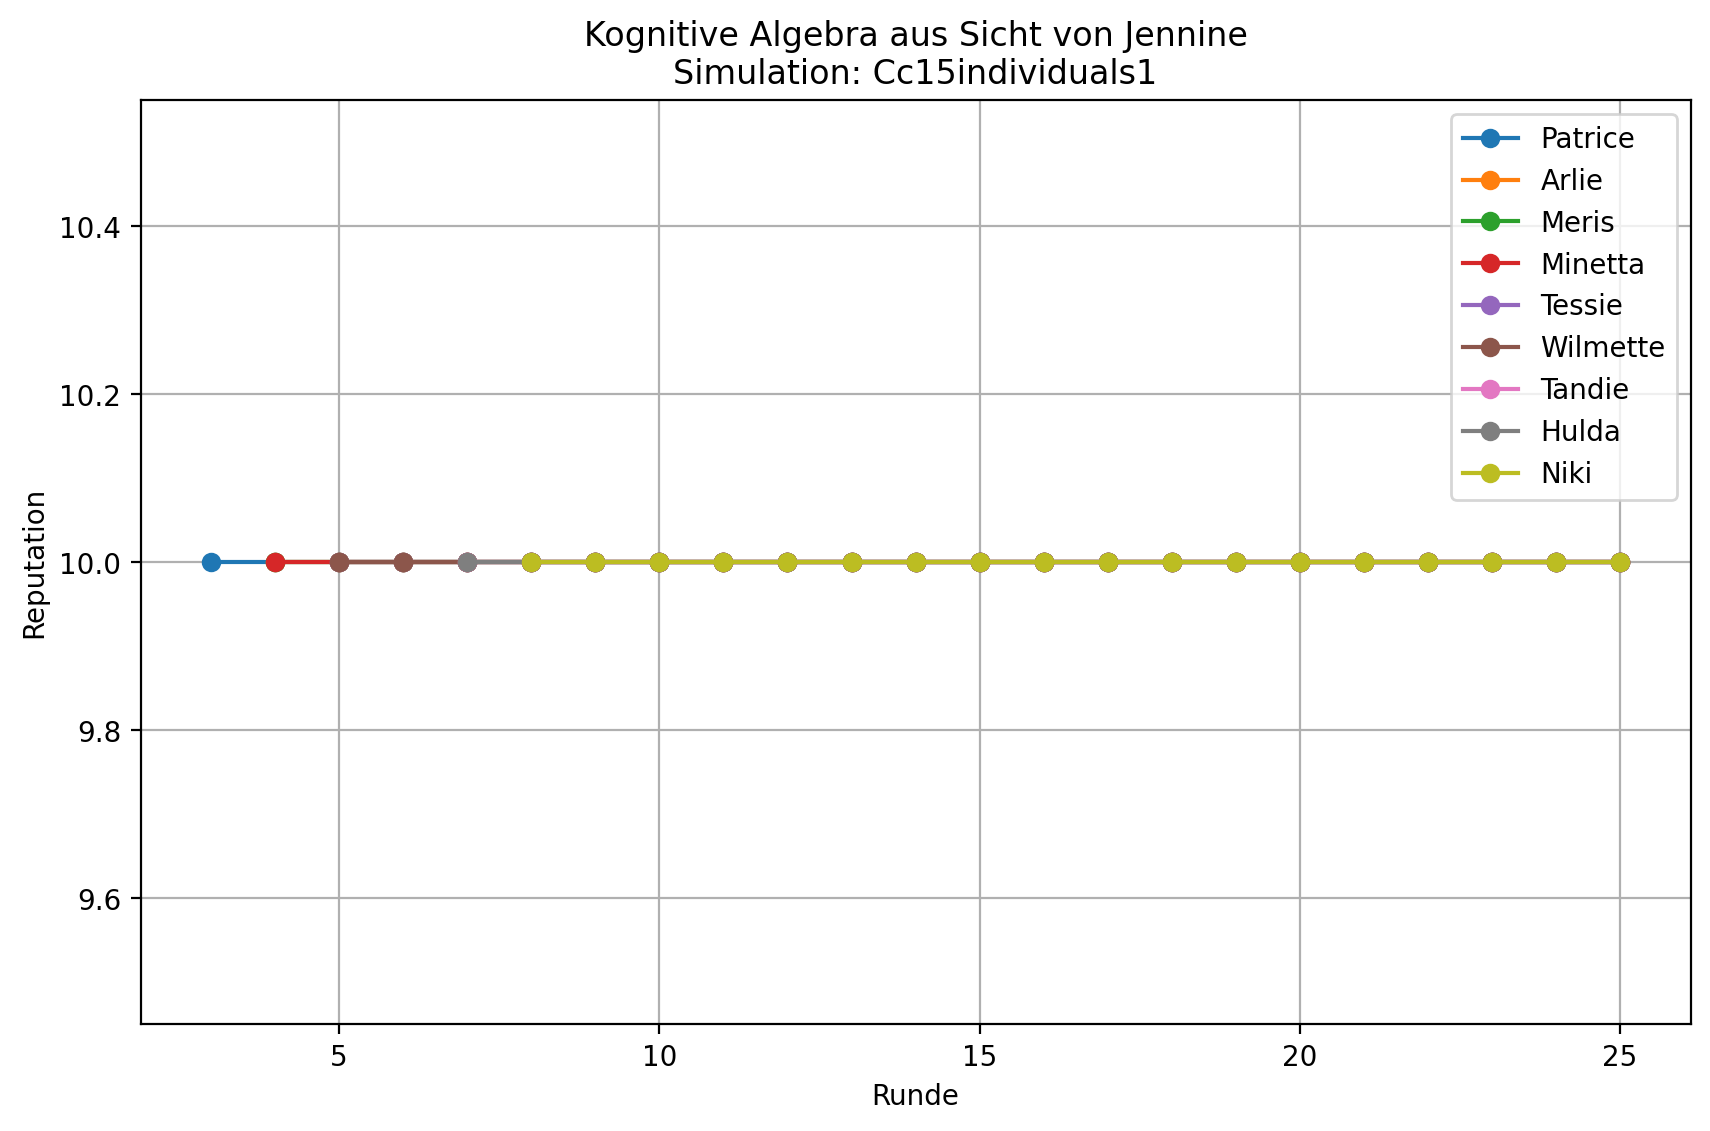 Kognitive Algebra aus Sicht von Jennine
Simulation: Cc15individuals1
Patrice
Arlie
Meris
Minetta
Tessie
Wilmette
Tandie
Hulda
Niki
Reputation
10.4
10.2
10.0
9.8
9.6
5 10 15 20 25
Runde